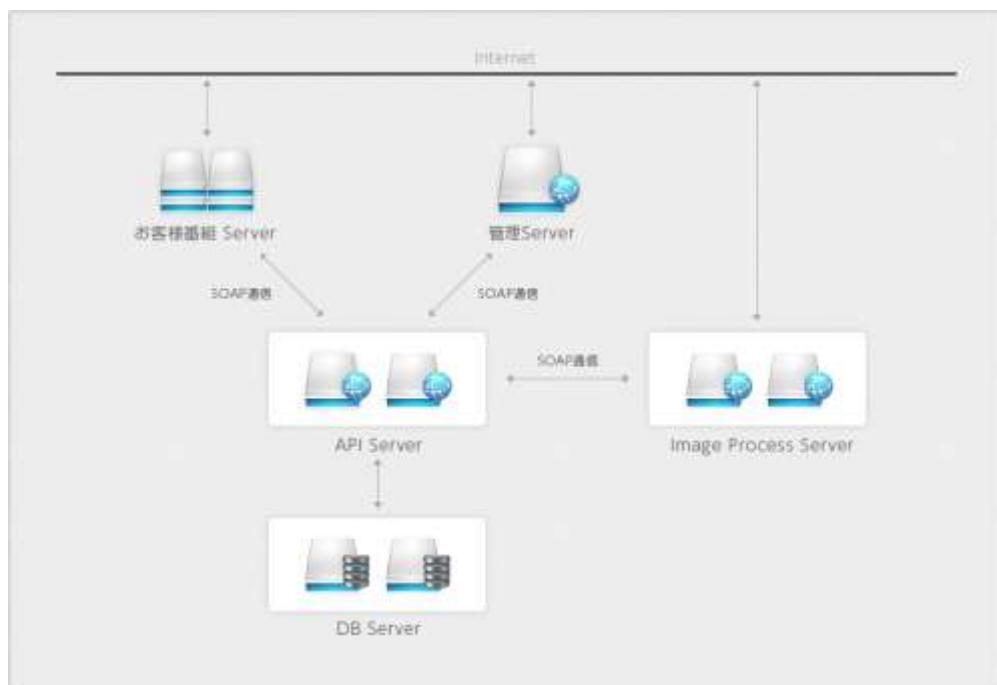 Internet
お客様番組 Server
管理Server
SOAP通信
SOAP通信
SOAP通信
API Server
Image Process Server
DB Server